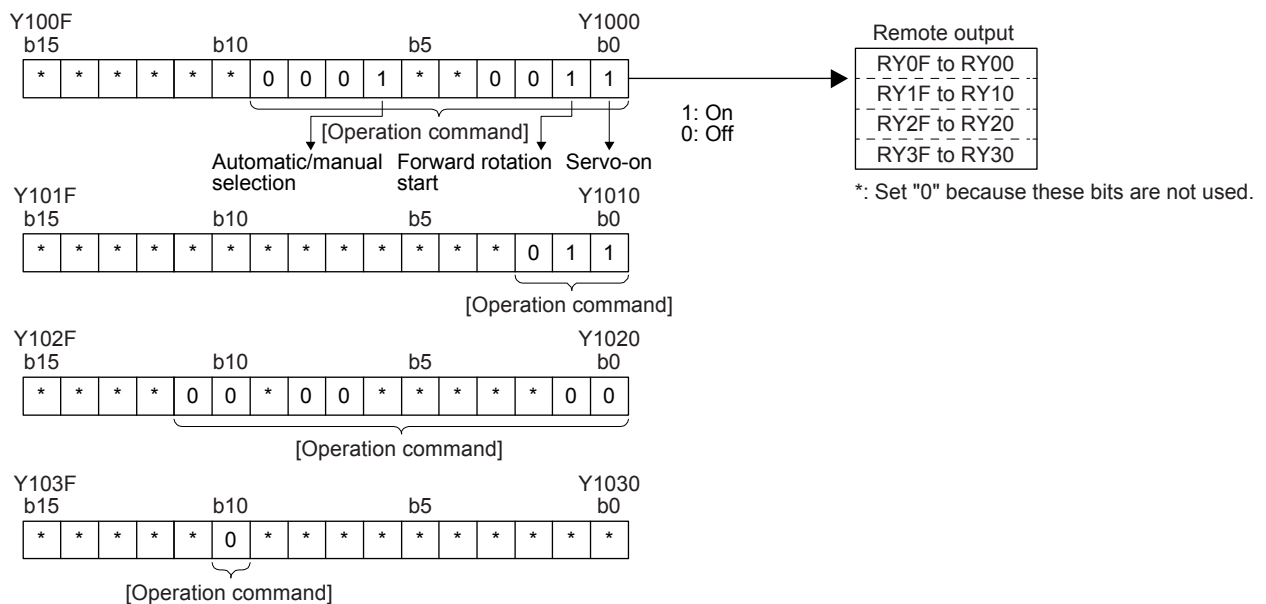 Y100F Y1000
b15 b10 b5 b0
* * * * * * 0 0 0 1 * * 0 0 1 1
[Operation command]
Automatic/manual selection
Forward rotation start
Servo-on
1: On
0: Off
Remote output
RY0F to RY00
RY1F to RY10
RY2F to RY20
RY3F to RY30
*: Set "0" because these bits are not used.
Y101F Y1010
b15 b10 b5 b0
* * * * * * * * * * * * * 0 1 1
[Operation command]
Y102F Y1020
b15 b10 b5 b0
* * * * 0 0 * 0 0 * * * * * 0 0
[Operation command]
Y103F Y1030
b15 b10 b5 b0
* * * * * 0 * * * * * * * * * *
[Operation command]